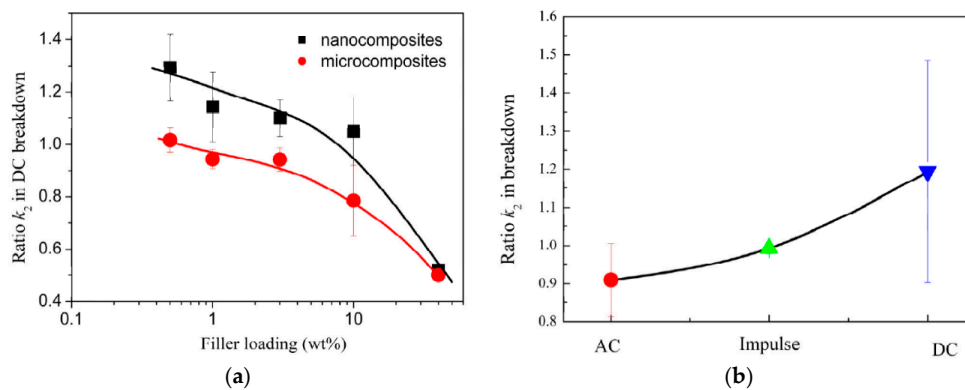 Ratio k2 in DC breakdown
1.4
1.2
1.0
0.8
0.6
0.4
nanocomposites
microcomposites
0.1
1
10
Filler loading (wt%)
(a)
Ratio k2 in breakdown
1.6
1.5
1.4
1.3
1.2
1.1
1.0
0.9
0.8
AC
Impulse
DC
(b)